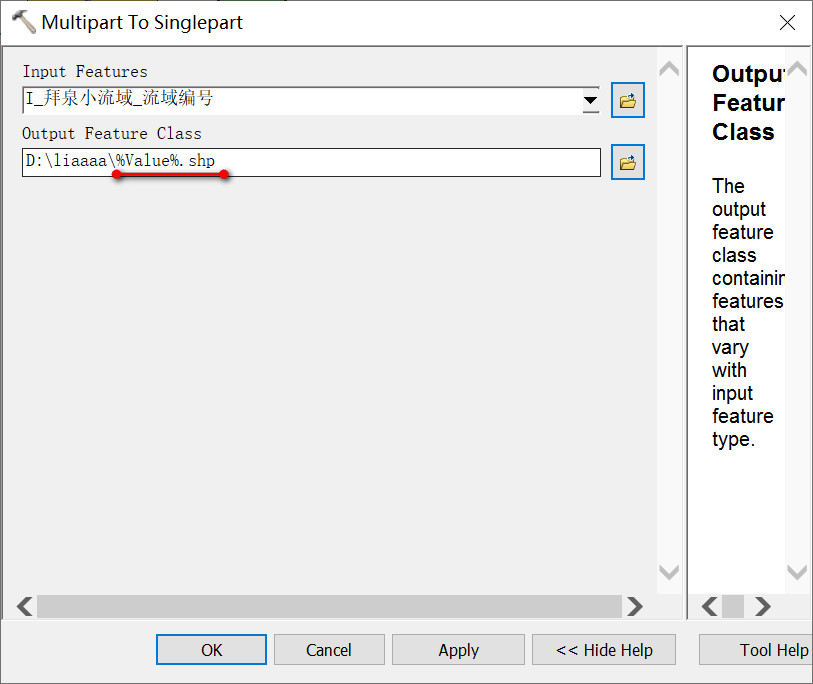 Multipart To Singlepart
Input Features
I_拜泉小流域_流域编号
Output Feature Class
D:\liaaaa\%Value%.shp
Outpu
Featur
Class
The
output
feature
class
containin
features
that
vary
with
input
feature
type.
OK
Cancel
Apply
<< Hide Help
Tool Help